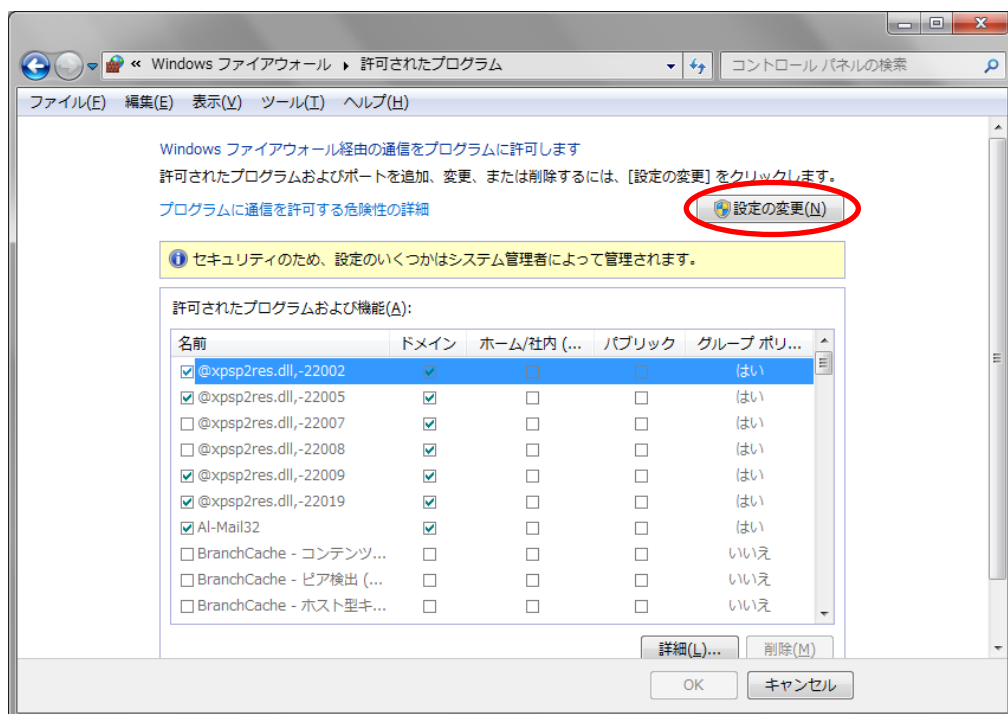 « Windows ファイアウォール ▸ 許可されたプログラム コントロール パネルの検索
ファイル(F) 編集(E) 表示(V) ツール(T) ヘルプ(H)
Windows ファイアウォール経由の通信をプログラムに許可します
許可されたプログラムおよびポートを追加、変更、または削除するには、[設定の変更] をクリックします。
プログラムに通信を許可する危険性の詳細 設定の変更(N)
セキュリティのため、設定のいくつかはシステム管理者によって管理されます。
許可されたプログラムおよび機能(A):
名前 ドメイン ホーム/社内 (... パブリック グループ ポリ...
@xpsp2res.dll,-22002 はい
@xpsp2res.dll,-22005 はい
@xpsp2res.dll,-22007 はい
@xpsp2res.dll,-22008 はい
@xpsp2res.dll,-22009 はい
@xpsp2res.dll,-22019 はい
Al-Mail32 はい
BranchCache - コンテンツ... いいえ
BranchCache - ピア検出 (... いいえ
BranchCache - ホスト型キ... いいえ
詳細(L)... 削除(M)
OK キャンセル